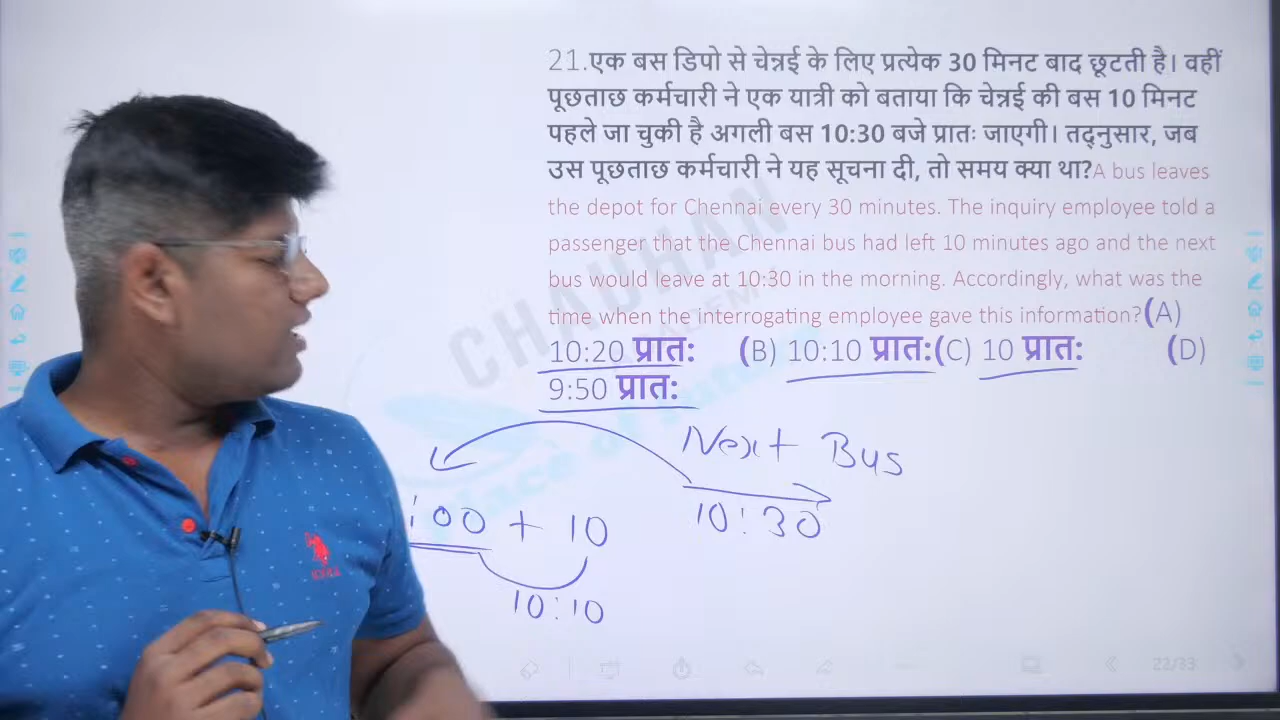 21.एक बस डिपो से चेन्नई के लिए प्रत्येक 30 मिनट बाद छूटती है। वहीं
पूछताछ कर्मचारी ने एक यात्री को बताया कि चेन्नई की बस 10 मिनट
पहले जा चुकी है अगली बस 10:30 बजे प्रातः जाएगी। तद्नुसार, जब
उस पूछताछ कर्मचारी ने यह सूचना दी, तो समय क्या था?A bus leaves
the depot for Chennai every 30 minutes. The inquiry employee told a
passenger that the Chennai bus had left 10 minutes ago and the next
bus would leave at 10:30 in the morning. Accordingly, what was the
time when the interrogating employee gave this information?(A)
10:20 प्रातः (B) 10:10 प्रातः(C) 10 प्रातः (D)
9:50 प्रातः
Next Bus
10:30
:00 + 10
10:10
CHAUHAN
22/33